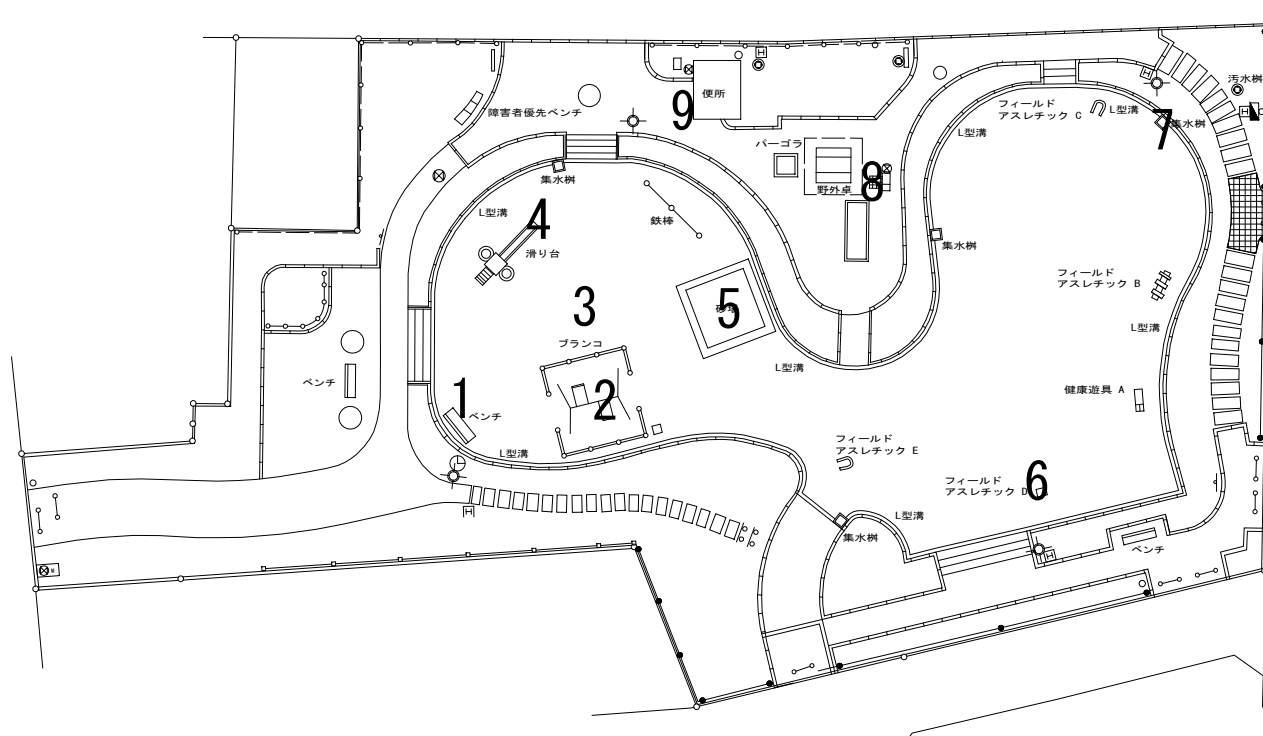 汚水桝
便所
9
障害者優先ベンチ
フィールド
アスレチック C
L型溝
集水桝
7
L型溝
パーゴラ
野外卓
8
集水桝
L型溝
4
鉄棒
滑り台
集水桝
フィールド
アスレチック B
3
5
L型溝
ブランコ
L型溝
ベンチ
1
ベンチ
2
健康遊具 A
L型溝
フィールド
アスレチック E
フィールド
アスレチック D
6
L型溝
集水桝
ベンチ